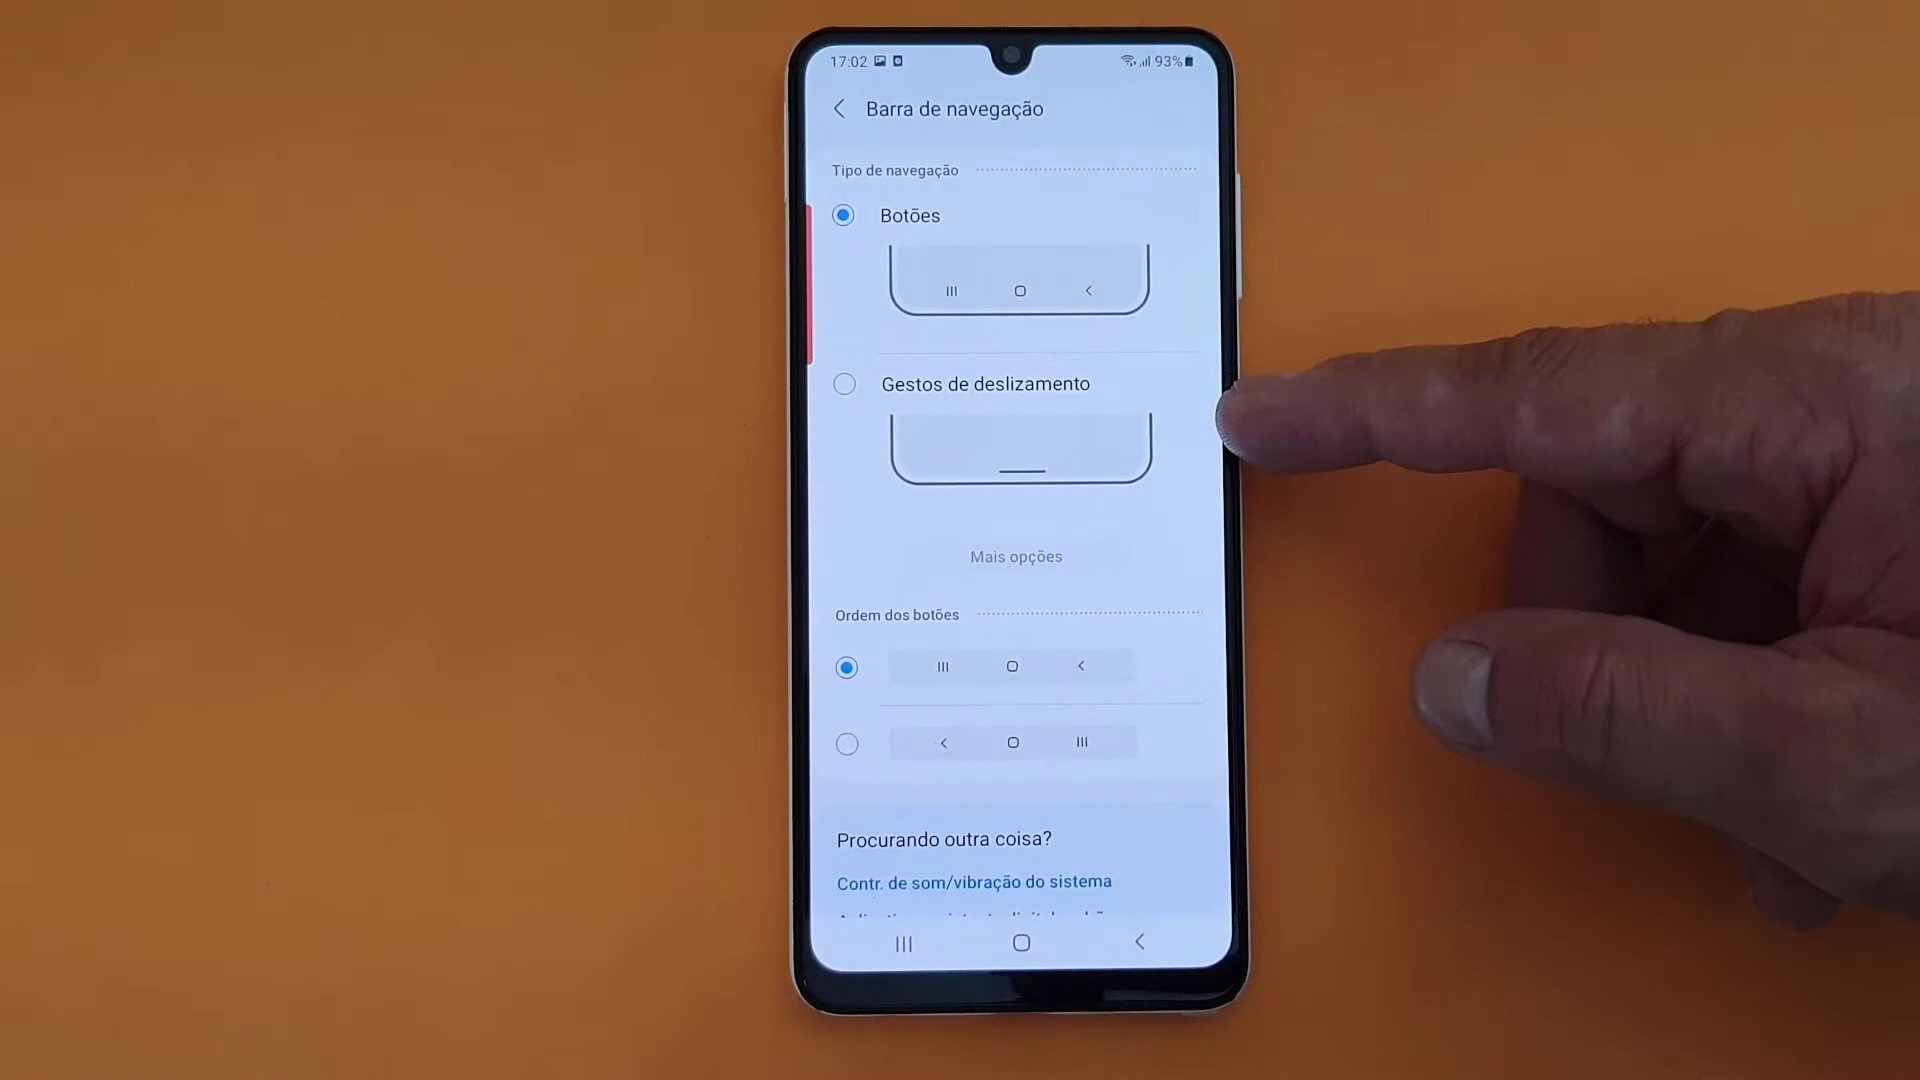 17:02 93%
Barra de navegação
Tipo de navegação
Botões
Gestos de deslizamento
Mais opções
Ordem dos botões
Procurando outra coisa?
Contr. de som/vibração do sistema